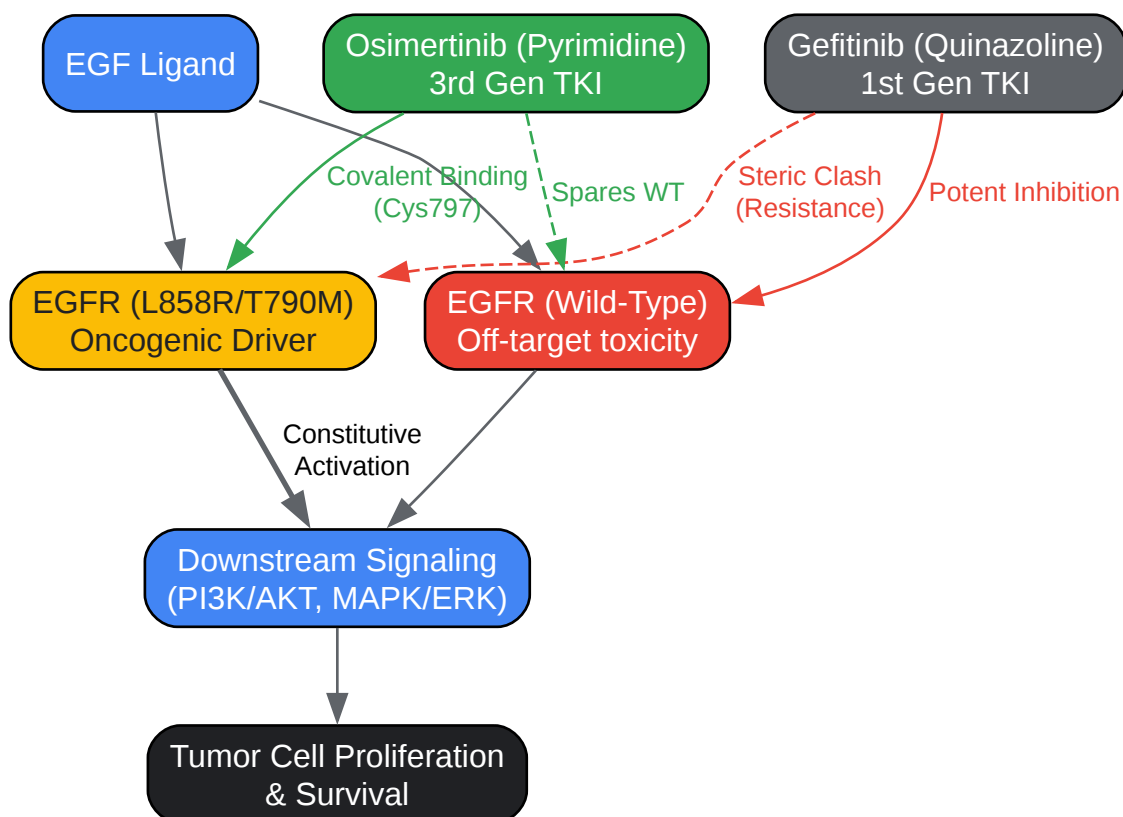 EGF Ligand
Osimertinib (Pyrimidine)
3rd Gen TKI
Gefitinib (Quinazoline)
1st Gen TKI
Covalent Binding
(Cys797)
Spares WT
Steric Clash
(Resistance)
Potent Inhibition
EGFR (L858R/T790M)
Oncogenic Driver
EGFR (Wild-Type)
Off-target toxicity
Constitutive
Activation
Downstream Signaling
(PI3K/AKT, MAPK/ERK)
Tumor Cell Proliferation
& Survival